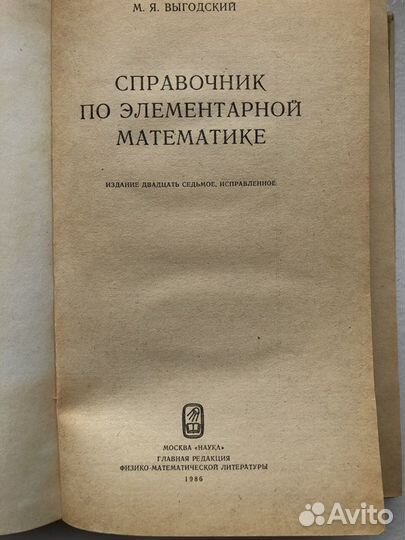 М. Я. ВЫГОДСКИЙ
СПРАВОЧНИК
ПО ЭЛЕМЕНТАРНОЙ
МАТЕМАТИКЕ
ИЗДАНИЕ ДВАДЦАТЬ СЕДЬМОЕ, ИСПРАВЛЕННОЕ
МОСКВА «НАУКА»
ГЛАВНАЯ РЕДАКЦИЯ
ФИЗИКО-МАТЕМАТИЧЕСКОЙ ЛИТЕРАТУРЫ
1986
Avito